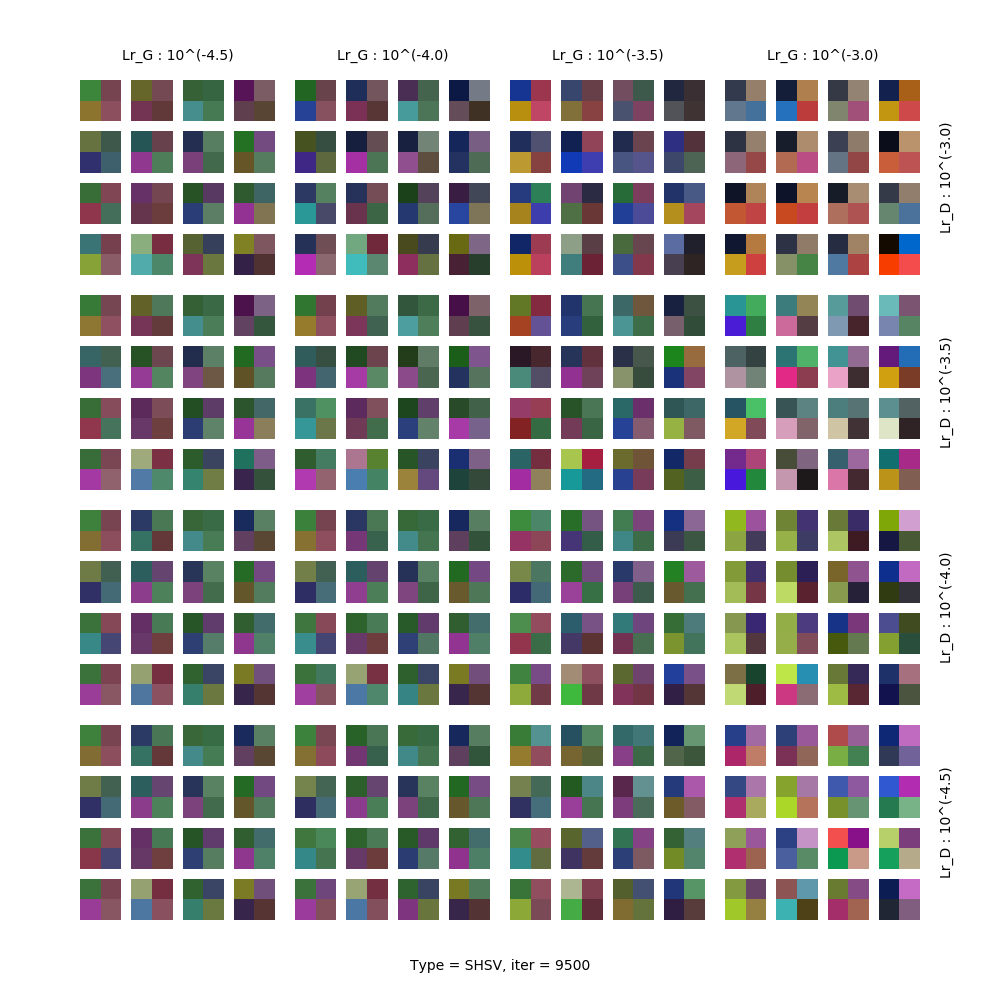 Lr_G : 10^(-4.5)
Lr_G : 10^(-4.0)
Lr_G : 10^(-3.5)
Lr_G : 10^(-3.0)
Lr_D : 10^(-3.0)
Lr_D : 10^(-3.5)
Lr_D : 10^(-4.0)
Lr_D : 10^(-4.5)
Type = SHSV, iter = 9500